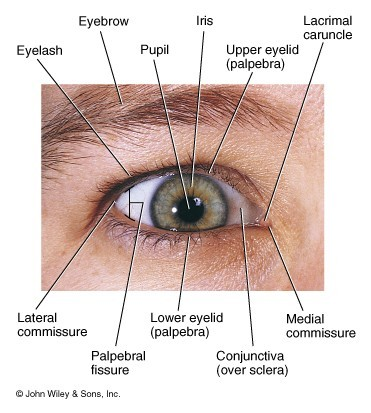 Eyebrow
Iris
Lacrimal
caruncle
Eyelash
Pupil
Upper eyelid
(palpebra)
Lateral
commissure
Lower eyelid
(palpebra)
Medial
commissure
Palpebral
fissure
Conjunctiva
(over sclera)
© John Wiley & Sons, Inc.